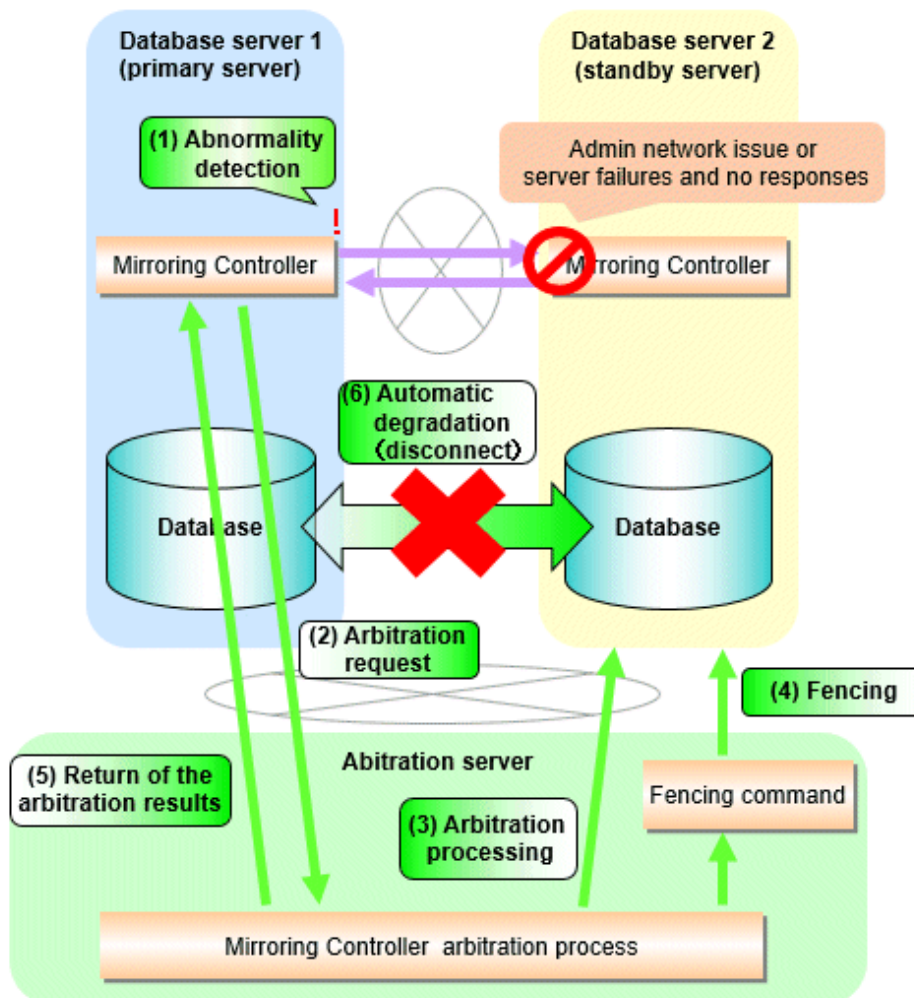 Database server 1
(primary server)
Database server 2
(standby server)
(1) Abnormality
detection
Admin network issue or
server failures and no responses
!
Mirroring Controller
Mirroring Controller
(6) Automatic
degradation
(disconnect)
Database
Database
(2) Arbitration
request
(4) Fencing
Abitration server
(5) Return of the
arbitration results
Fencing command
(3) Arbitration
processing
Mirroring Controller arbitration process